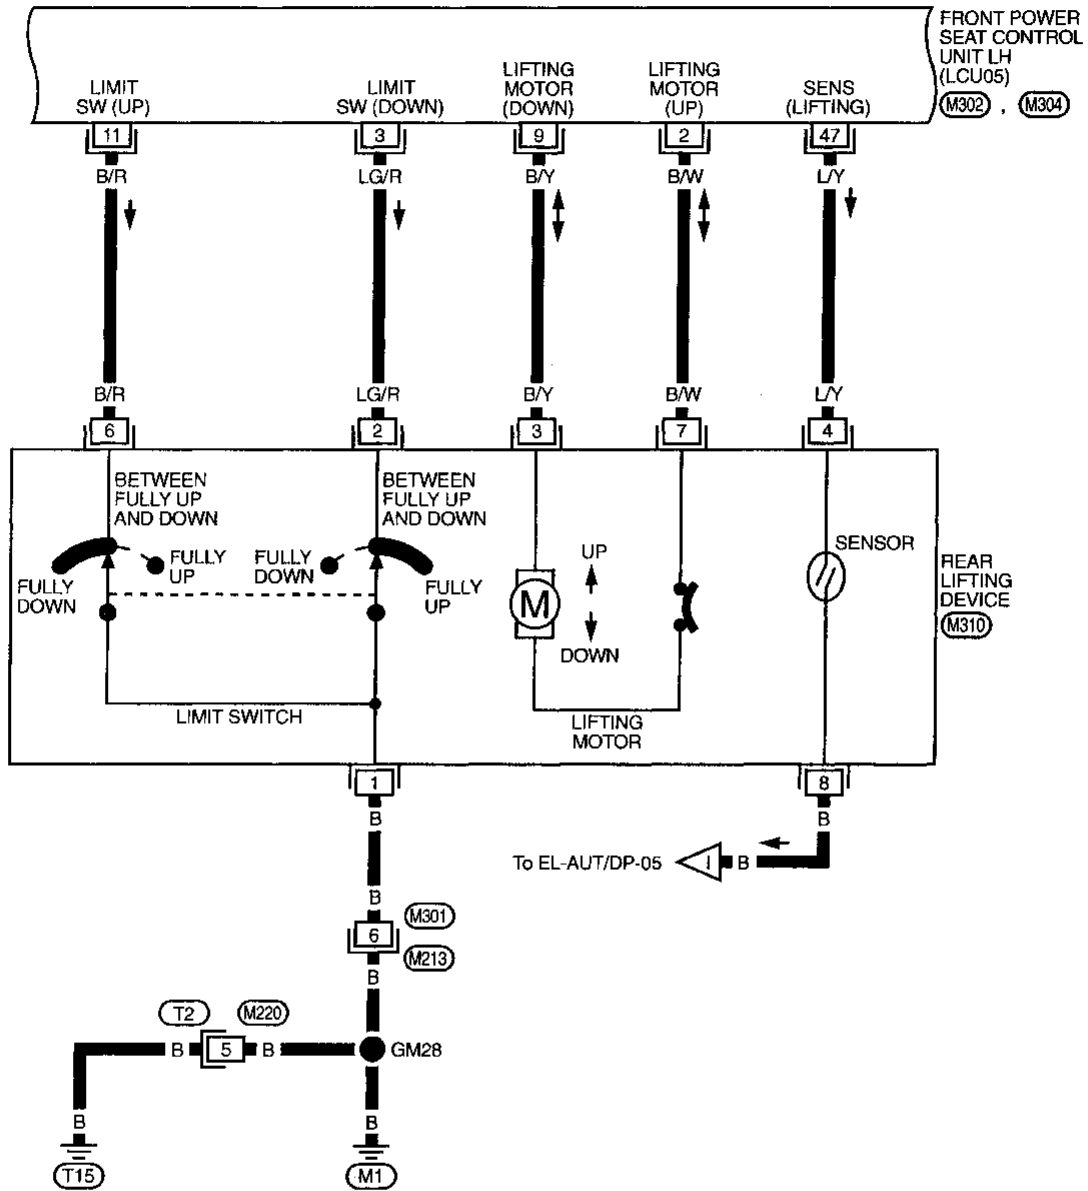 FRONT POWER
SEAT CONTROL
UNIT LH
(LCU05)
M302 , M304
LIMIT
SW (UP)
LIMIT
SW (DOWN)
LIFTING
MOTOR
(DOWN)
LIFTING
MOTOR
(UP)
SENS
(LIFTING)
11 3 9 2 47
B/R LG/R B/Y B/W L/Y
B/R LG/R B/Y B/W L/Y
6 2 3 7 4
BETWEEN
FULLY UP
AND DOWN
FULLY
DOWN
FULLY
UP
BETWEEN
FULLY UP
AND DOWN
FULLY
DOWN
FULLY
UP
LIMIT SWITCH
UP
M
DOWN
LIFTING
MOTOR
SENSOR
REAR
LIFTING
DEVICE
M310
1 8
B B
To EL-AUT/DP-05 I B
B
M301
6
M213
B
T2 M220
B 5 B GM28
B B
T15 M1